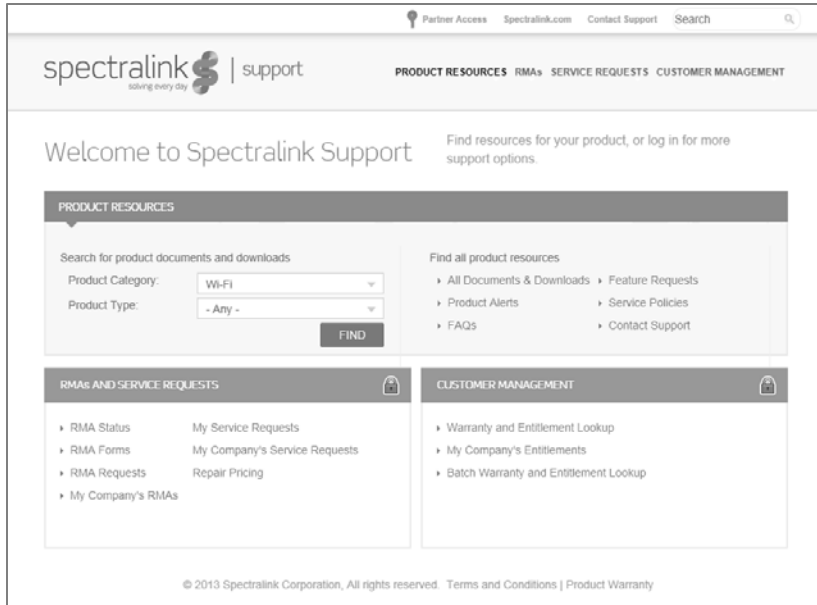 Partner Access Spectralink.com Contact Support Search
spectralink | support
solving every day
PRODUCT RESOURCES RMAs SERVICE REQUESTS CUSTOMER MANAGEMENT
Welcome to Spectralink Support
Find resources for your product, or log in for more
support options.
PRODUCT RESOURCES
Search for product documents and downloads
Product Category: Wi-Fi
Product Type: - Any -
FIND
Find all product resources
All Documents & Downloads Feature Requests
Product Alerts Service Policies
FAQs Contact Support
RMAs AND SERVICE REQUESTS
RMA Status My Service Requests
RMA Forms My Company's Service Requests
RMA Requests Repair Pricing
My Company's RMAs
CUSTOMER MANAGEMENT
Warranty and Entitlement Lookup
My Company's Entitlements
Batch Warranty and Entitlement Lookup
© 2013 Spectralink Corporation, All rights reserved. Terms and Conditions | Product Warranty